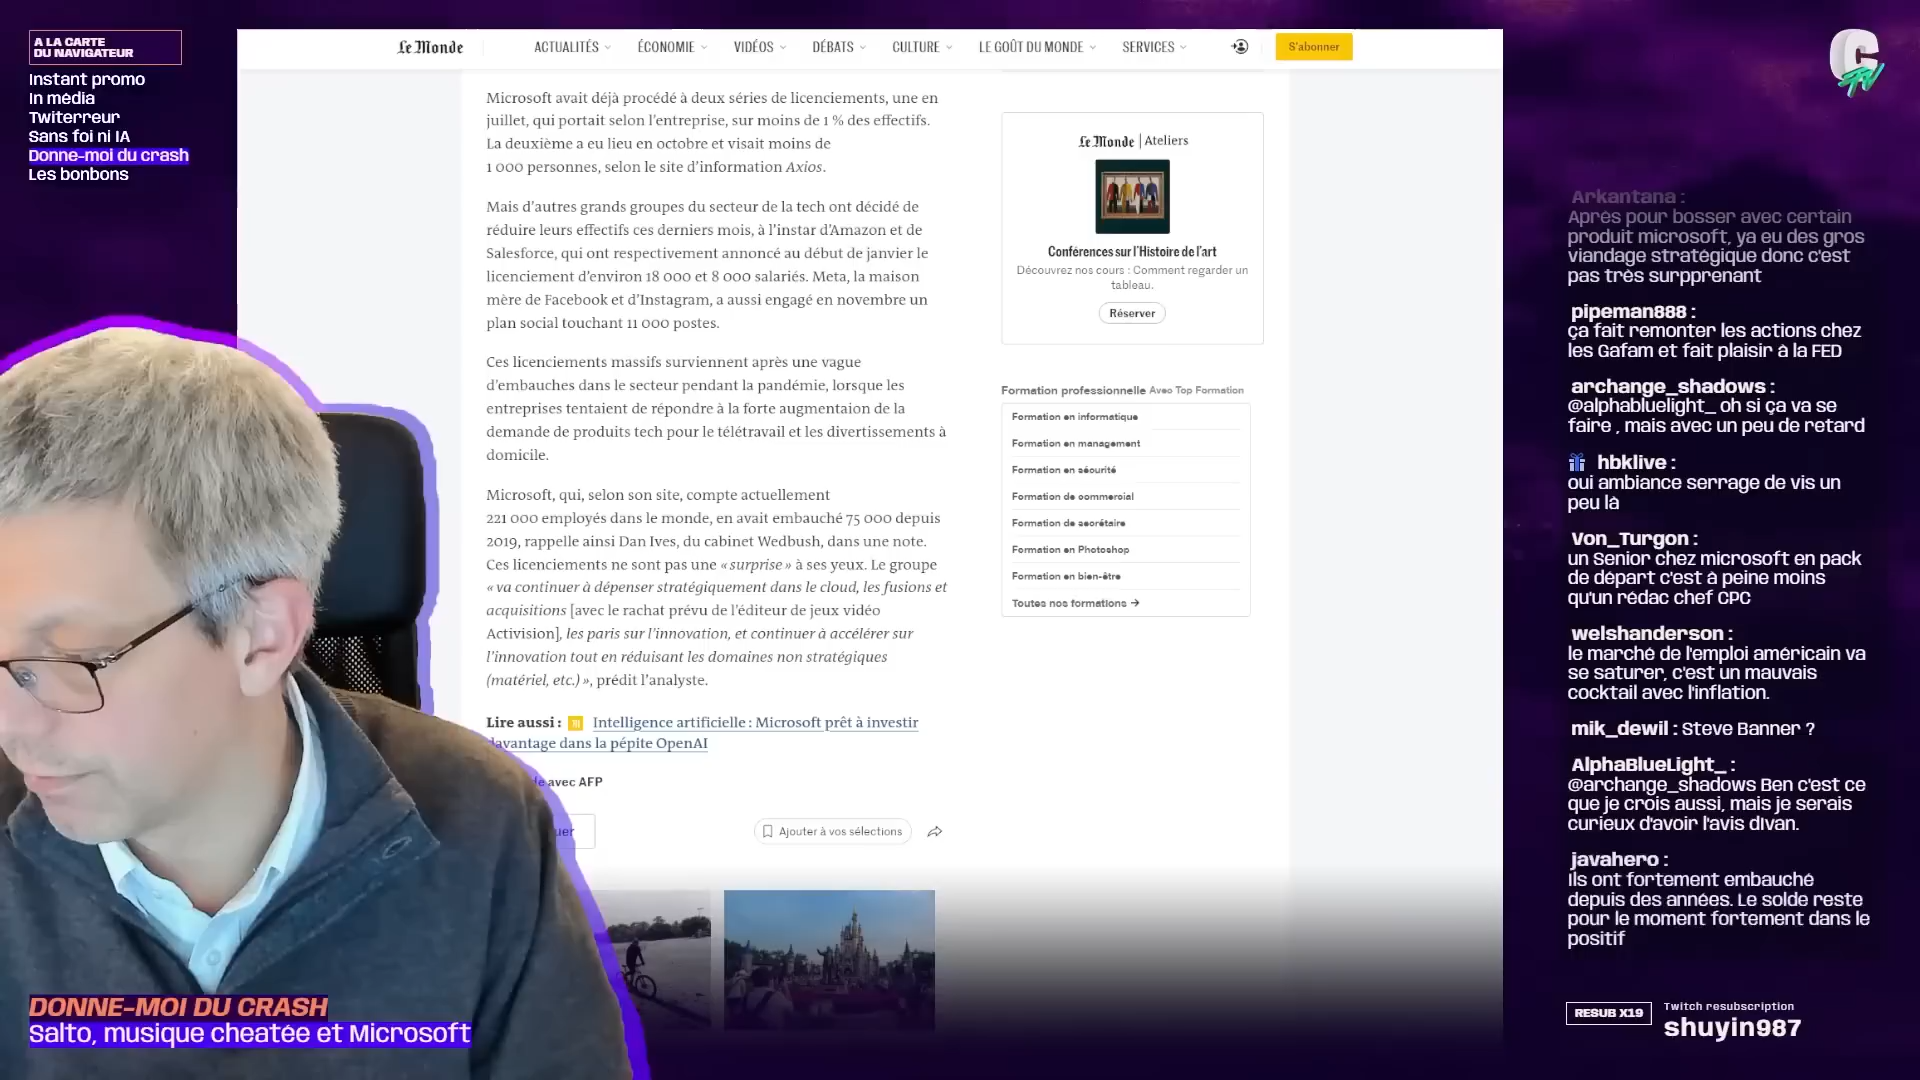 A LA CARTE
DU NAVIGATEUR
Instant promo
In média
Twiterreur
Sans foi ni IA
Donne-moi du crash
Les bonbons
Le Monde
ACTUALITÉS
ÉCONOMIE
VIDÉOS
DÉBATS
CULTURE
LE GOÛT DU MONDE
SERVICES
S'abonner
Microsoft avait déjà procédé à deux séries de licenciements, une en
juillet, qui portait selon l'entreprise, sur moins de 1 % des effectifs.
La deuxième a eu lieu en octobre et visait moins de
1 000 personnes, selon le site d'information Axios.
Mais d'autres grands groupes du secteur de la tech ont décidé de
réduire leurs effectifs ces derniers mois, à l'instar d'Amazon et de
Salesforce, qui ont respectivement annoncé au début de janvier le
licenciement d'environ 18 000 et 8 000 salariés. Meta, la maison
mère de Facebook et d'Instagram, a aussi engagé en novembre un
plan social touchant 11 000 postes.
Ces licenciements massifs surviennent après une vague
d'embauches dans le secteur pendant la pandémie, lorsque les
entreprises tentaient de répondre à la forte augmentaion de la
demande de produits tech pour le télétravail et les divertissements à
domicile.
Microsoft, qui, selon son site, compte actuellement
221 000 employés dans le monde, en avait embauché 75 000 depuis
2019, rappelle ainsi Dan Ives, du cabinet Wedbush, dans une note.
Ces licenciements ne sont pas une « surprise » à ses yeux. Le groupe
« va continuer à dépenser stratégiquement dans le cloud, les fusions et
acquisitions [avec le rachat prévu de l'éditeur de jeux vidéo
Activision], les paris sur l'innovation, et continuer à accélérer sur
l'innovation tout en réduisant les domaines non stratégiques
(matériel, etc.) », prédit l'analyste.
Lire aussi : Intelligence artificielle : Microsoft prêt à investir
davantage dans la pépite OpenAI
de avec AFP
uer
Ajouter à vos sélections
Le Monde | Ateliers
Conférences sur l'Histoire de l'art
Découvrez nos cours : Comment regarder un
tableau.
Réserver
Formation professionnelle Avec Top Formation
Formation en informatique
Formation en management
Formation en sécurité
Formation de commercial
Formation de secrétaire
Formation en Photoshop
Formation en bien-être
Toutes nos formations →
C TV
Arkantana :
Après pour bosser avec certain
produit microsoft, ya eu des gros
viandage stratégique donc c'est
pas très surpprenant
pipeman888 :
ça fait remonter les actions chez
les Gafam et fait plaisir à la FED
archange_shadows :
@alphabluelight_ oh si ça va se
faire , mais avec un peu de retard
hbklive :
oui ambiance serrage de vis un
peu là
Von_Turgon :
un Senior chez microsoft en pack
de départ c'est à peine moins
qu'un rédac chef CPC
welshanderson :
le marché de l'emploi américain va
se saturer, c'est un mauvais
cocktail avec l'inflation.
mik_dewil : Steve Banner ?
AlphaBlueLight_ :
@archange_shadows Ben c'est ce
que je crois aussi, mais je serais
curieux d'avoir l'avis divan.
javahero :
Ils ont fortement embauché
depuis des années. Le solde reste
pour le moment fortement dans le
positif
DONNE-MOI DU CRASH
Salto, musique cheatée et Microsoft
RESUB X19
Twitch resubscription
shuyin987